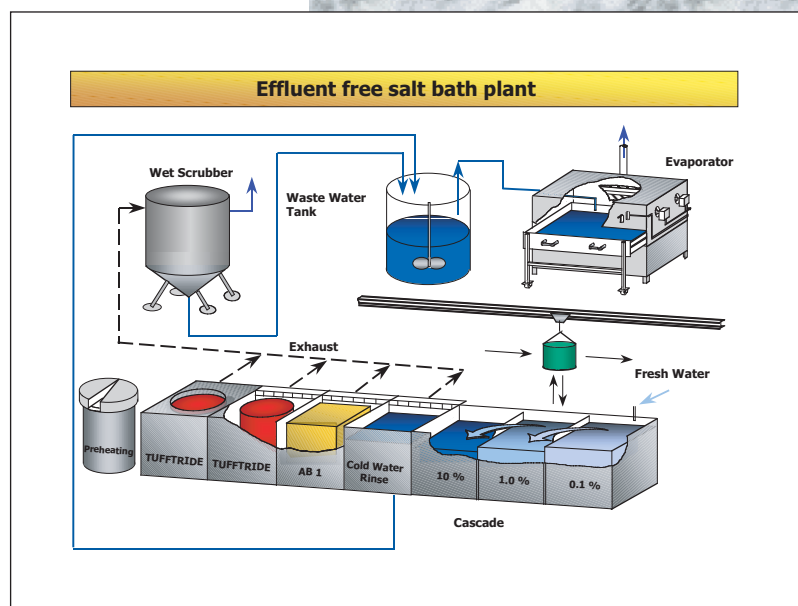 Effluent free salt bath plant
Wet Scrubber
Waste Water
Tank
Evaporator
Exhaust
Fresh Water
Preheating
TUFFTRIDE
TUFFTRIDE
AB 1
Cold Water
Rinse
10 %
1.0 %
0.1 %
Cascade